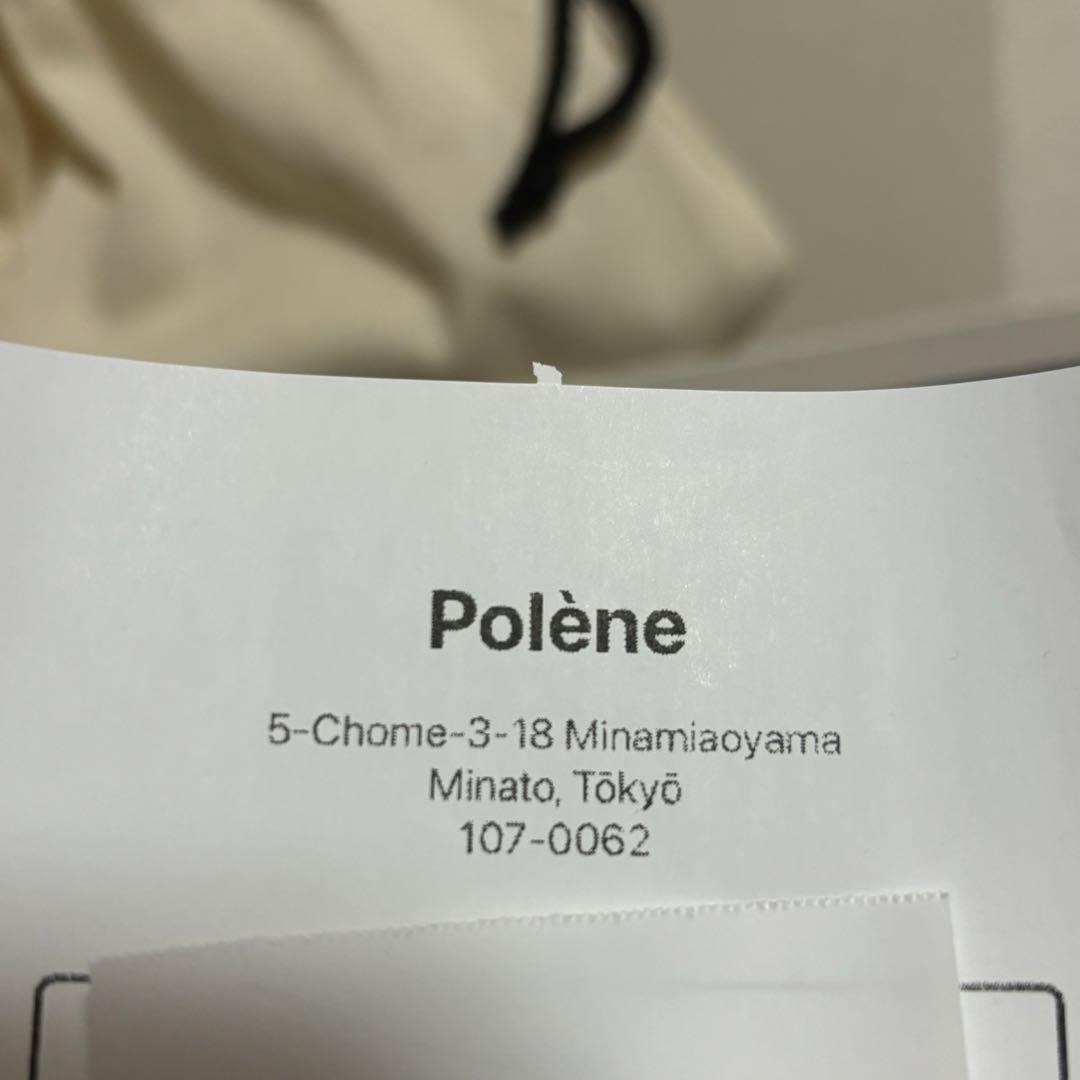 Polène
5-Chome-3-18 Minamiaoyama
Minato, Tōkyō
107-0062